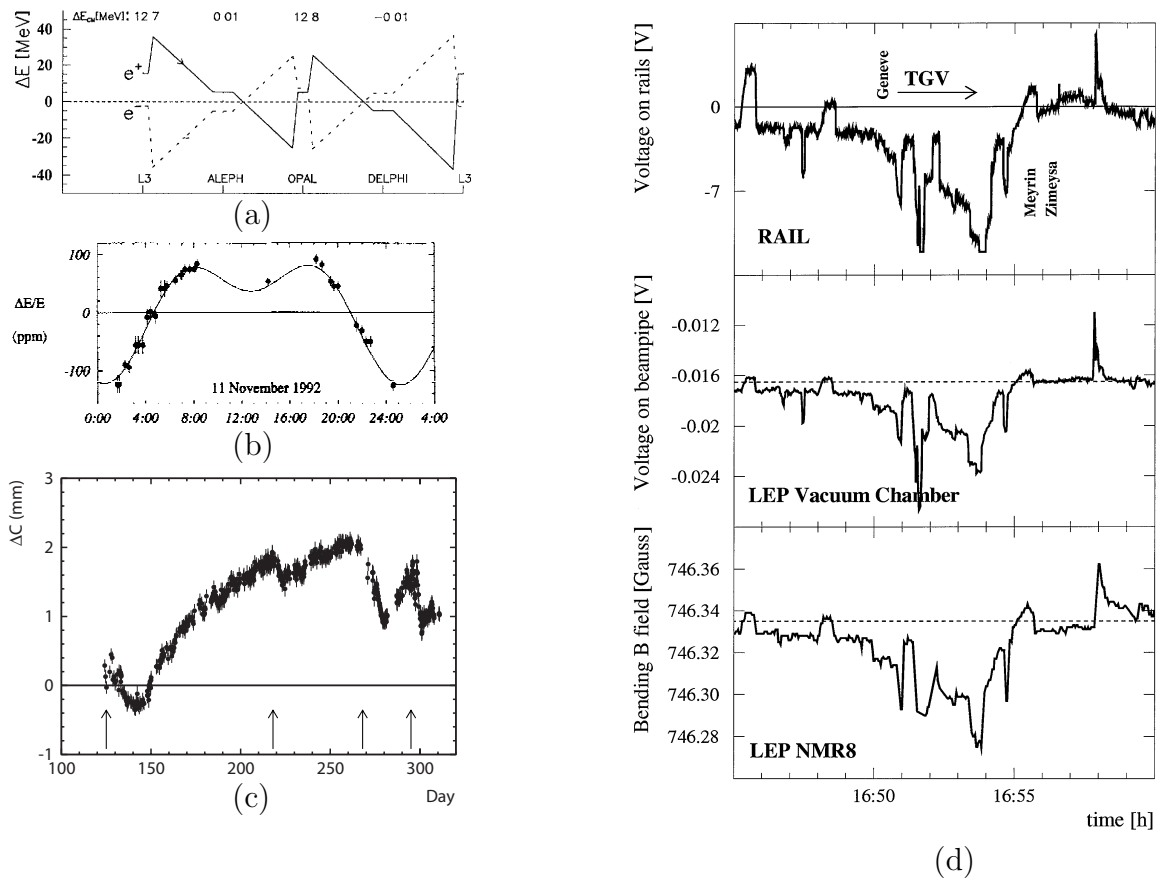 ΔE_CM[MeV]: 12 7 0 01 12 8 −0 01
ΔE [MeV]
40
20
0
-20
-40
e+
e-
L3 ALEPH OPAL DELPHI L3
(a)
ΔE/E
(ppm)
100
0
-100
11 November 1992
0:00 4:00 8:00 12:00 16:00 20:00 24:00 4:00
(b)
ΔC (mm)
3
2
1
0
-1
100 150 200 250 300
Day
(c)
Voltage on rails [V]
0
-7
Geneve
TGV
Meyrin
Zimeysa
RAIL
Voltage on beampipe [V]
-0.012
-0.016
-0.02
-0.024
LEP Vacuum Chamber
Bending B field [Gauss]
746.36
746.34
746.32
746.30
746.28
LEP NMR8
16:50 16:55
time [h]
(d)